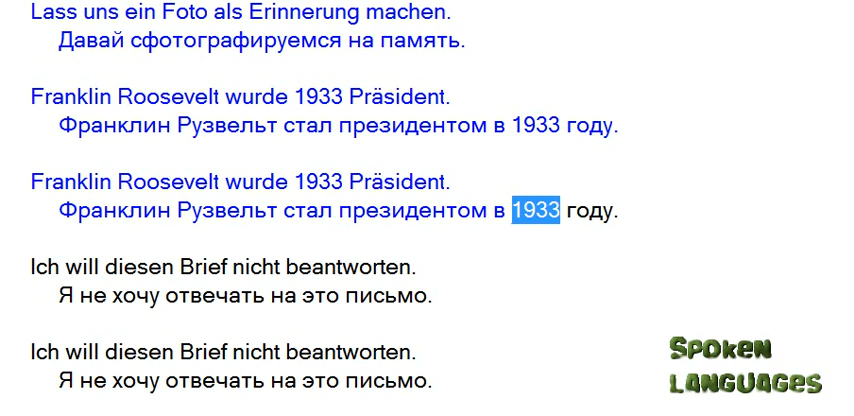 Lass uns ein Foto als Erinnerung machen.
Давай сфотографируемся на память.
Franklin Roosevelt wurde 1933 Präsident.
Франклин Рузвельт стал президентом в 1933 году.
Franklin Roosevelt wurde 1933 Präsident.
Франклин Рузвельт стал президентом в 1933 году.
Ich will diesen Brief nicht beantworten.
Я не хочу отвечать на это письмо.
Ich will diesen Brief nicht beantworten.
Я не хочу отвечать на это письмо.
Spoken
Languages